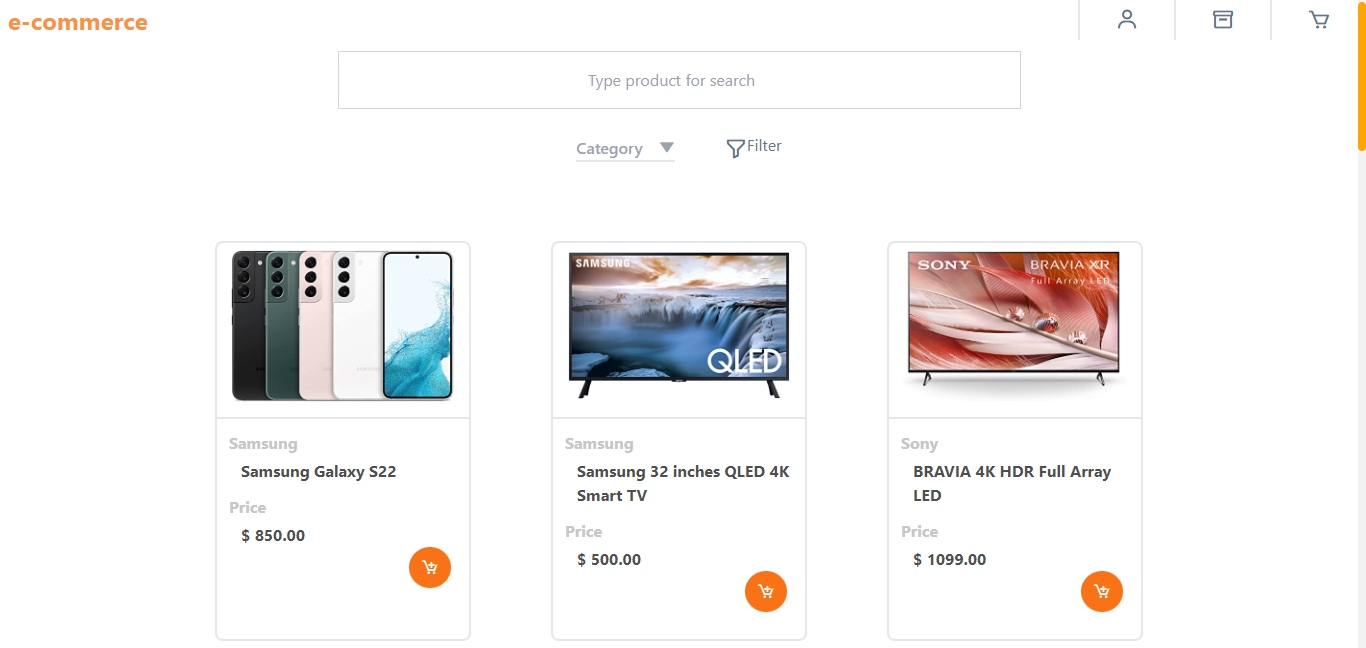 e-commerce
Type product for search
Category
Filter
SAMSUNG
QLED
SONY
BRAVIA XR
Full Array LED
Samsung
Samsung Galaxy S22
Price
$ 850.00
Samsung
Samsung 32 inches QLED 4K
Smart TV
Price
$ 500.00
Sony
BRAVIA 4K HDR Full Array
LED
Price
$ 1099.00